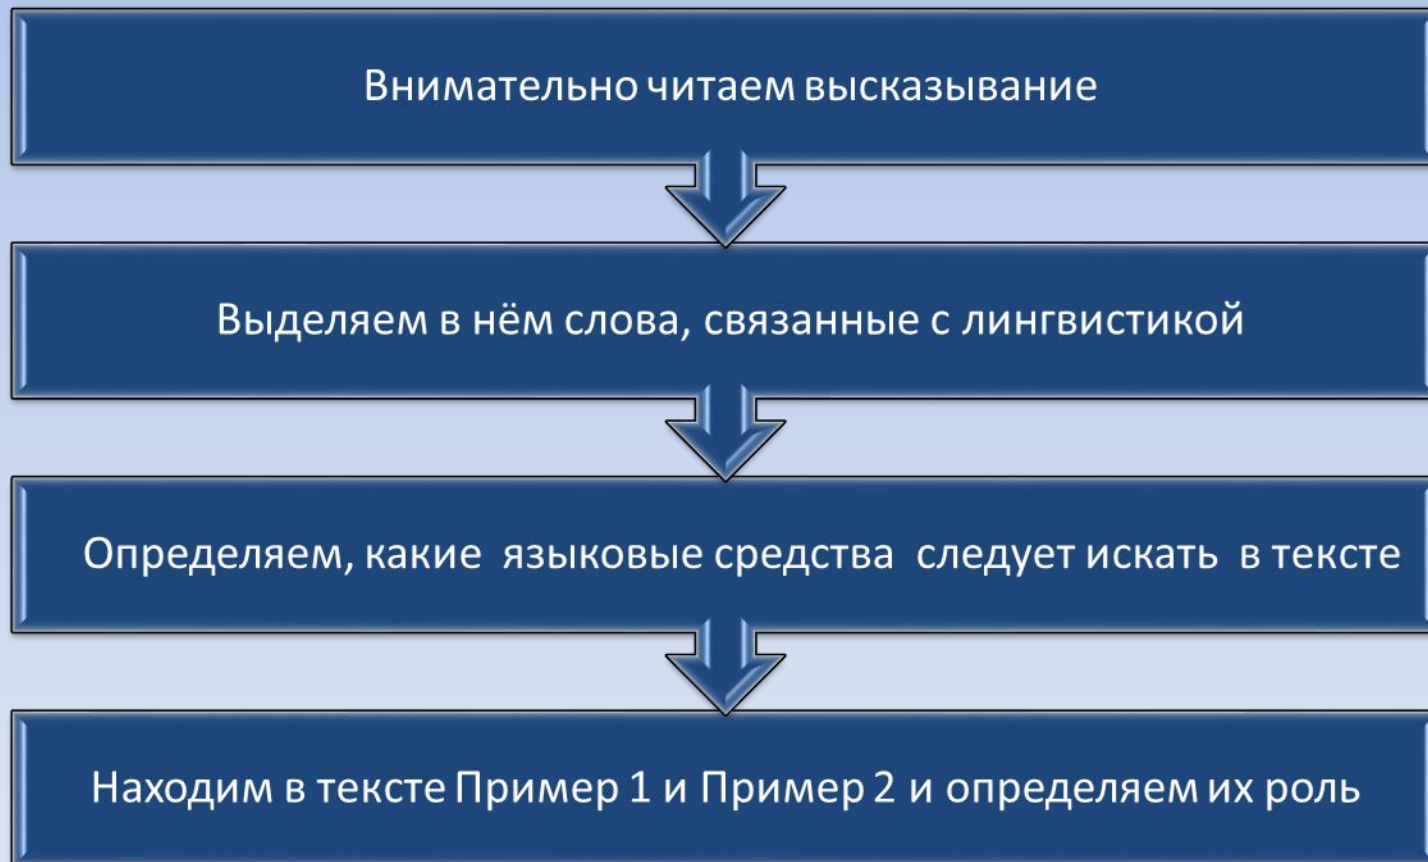 Внимательно читаем высказывание
Выделяем в нём слова, связанные с лингвистикой
Определяем, какие языковые средства следует искать в тексте
Находим в тексте Пример 1 и Пример 2 и определяем их роль